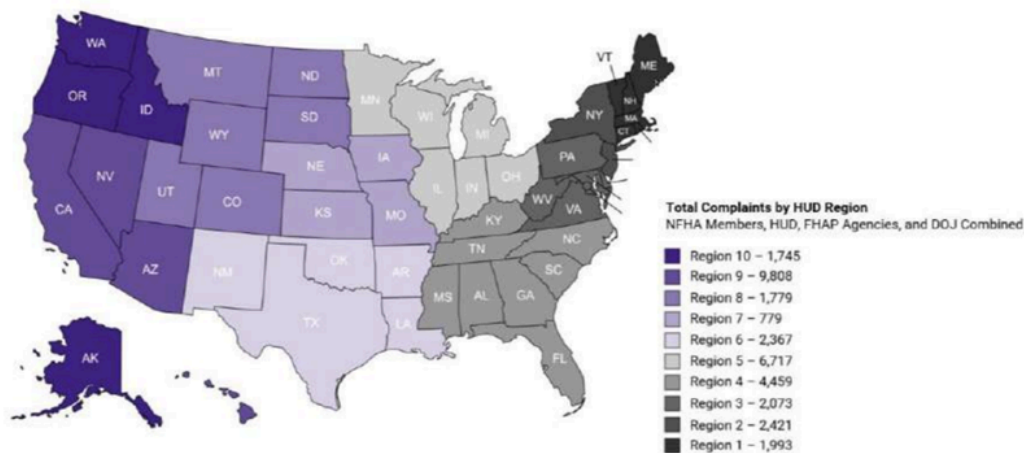 WA
OR
ID
MT
ND
SD
WY
NV
CA
UT
CO
AZ
NM
NE
KS
IA
MO
OK
TX
AR
LA
MN
WI
MI
IL
IN
OH
KY
TN
MS
AL
GA
FL
SC
NC
VA
WV
PA
NY
VT
NH
ME
MA
CT
AK
Total Complaints by HUD Region
NFHA Members, HUD, FHAP Agencies, and DOJ Combined
Region 10 – 1,745
Region 9 – 9,808
Region 8 – 1,779
Region 7 – 779
Region 6 – 2,367
Region 5 – 6,717
Region 4 – 4,459
Region 3 – 2,073
Region 2 – 2,421
Region 1 – 1,993